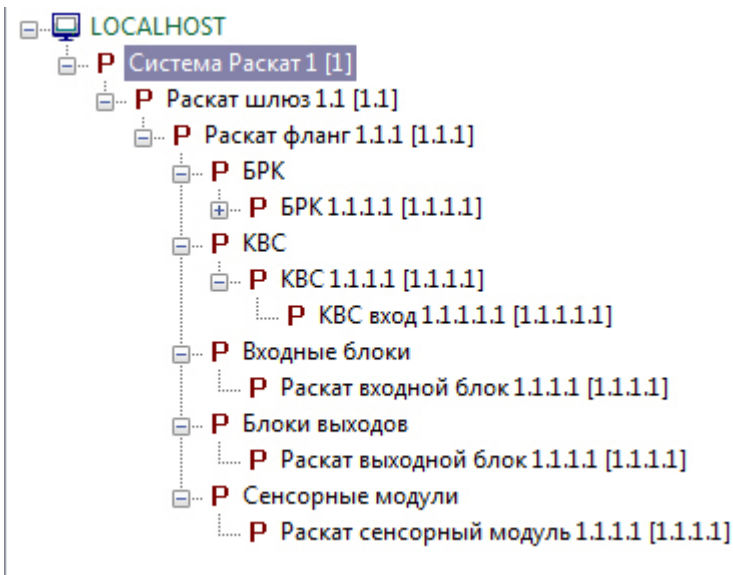 LOCALHOST
Р Система Раскат 1 [1]
Р Раскат шлюз 1.1 [1.1]
Р Раскат фланг 1.1.1 [1.1.1]
Р БРК
Р БРК 1.1.1.1 [1.1.1.1]
Р КВС
Р КВС 1.1.1.1 [1.1.1.1]
Р КВС вход 1.1.1.1.1 [1.1.1.1.1]
Р Входные блоки
Р Раскат входной блок 1.1.1.1 [1.1.1.1]
Р Блоки выходов
Р Раскат выходной блок 1.1.1.1 [1.1.1.1]
Р Сенсорные модули
Р Раскат сенсорный модуль 1.1.1.1 [1.1.1.1]